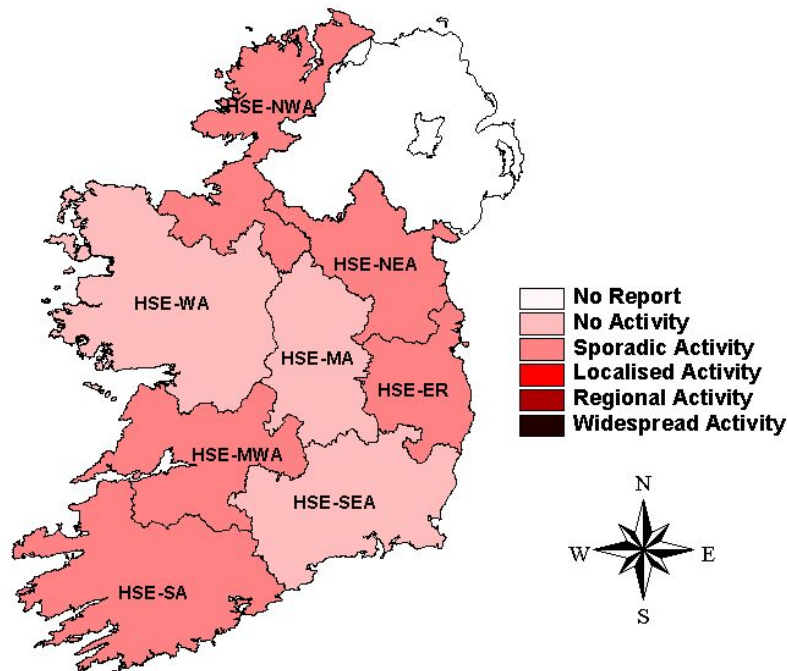 HSE-NWA
HSE-NEA
HSE-WA
HSE-MA
HSE-ER
HSE-MWA
HSE-SEA
HSE-SA
No Report
No Activity
Sporadic Activity
Localised Activity
Regional Activity
Widespread Activity
N
W E
S